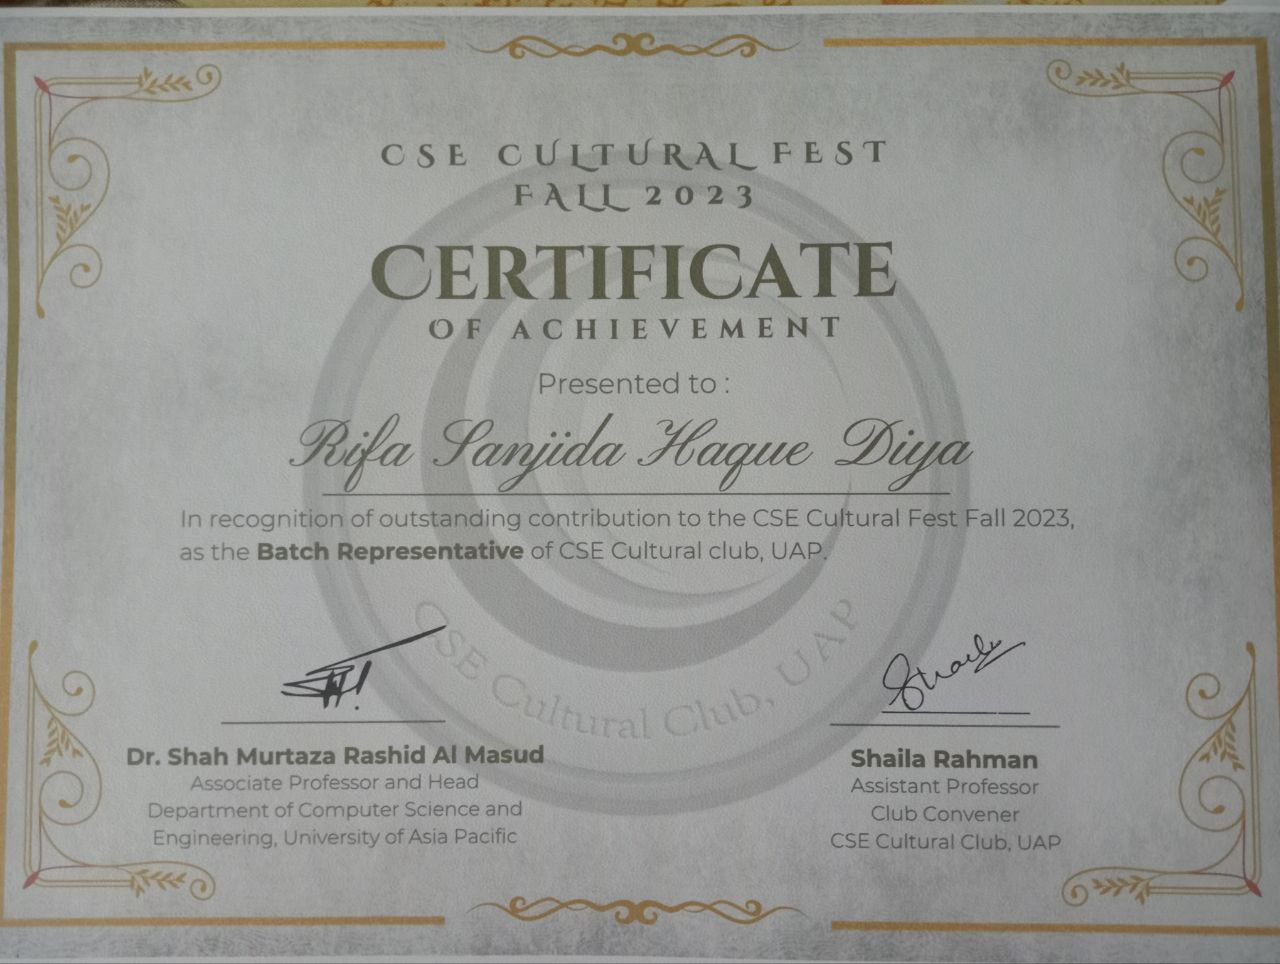 CSE CULTURAL FEST
FALL 2023
CERTIFICATE
OF ACHIEVEMENT
Presented to :
Rifa Sanjida Haque Diya
In recognition of outstanding contribution to the CSE Cultural Fest Fall 2023,
as the Batch Representative of CSE Cultural club, UAP.
CSE Cultural Club, UAP
Dr. Shah Murtaza Rashid Al Masud
Associate Professor and Head
Department of Computer Science and
Engineering, University of Asia Pacific
Shaila Rahman
Assistant Professor
Club Convener
CSE Cultural Club, UAP